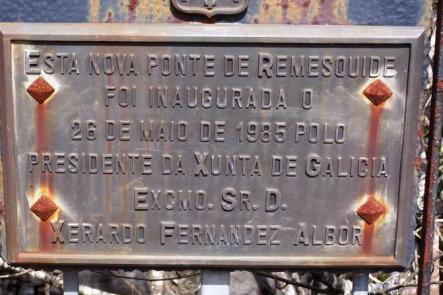 ESTA NOVA PONTE DE REMESQUIDE,
FOI INAUGURADA O
26 DE MAIO DE 1985 POLO
PRESIDENTE DA XUNTA DE GALICIA
EXCMO. SR. D.
XERARDO FERNANDEZ ALBOR